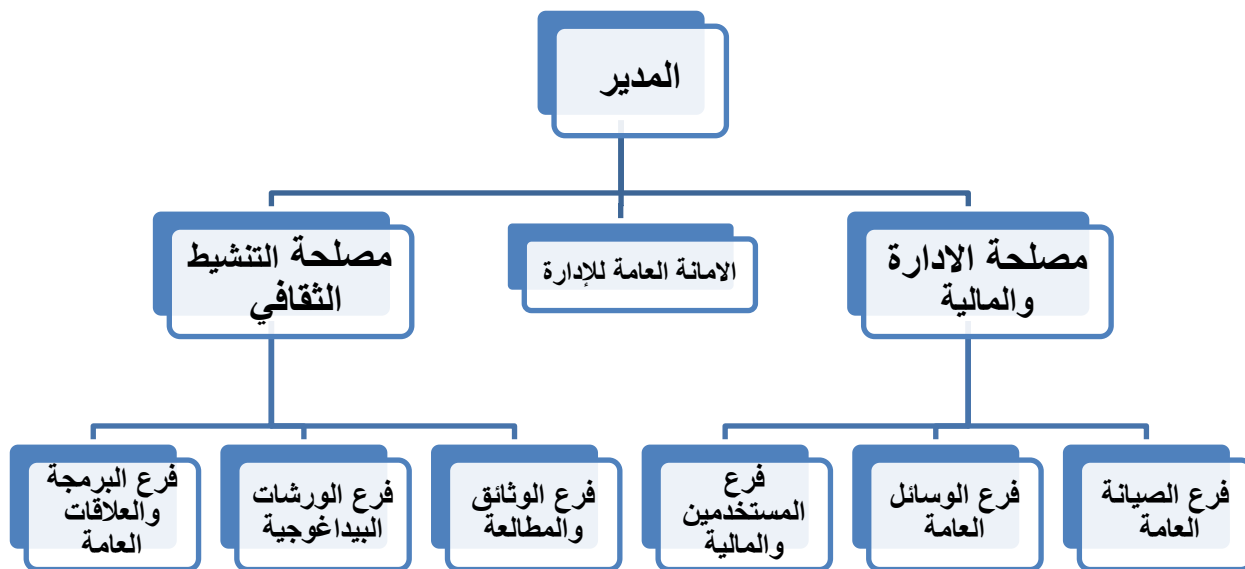 المدير
مصلحة الادارة
والمالية
الامانة العامة للإدارة
مصلحة التنشيط
الثقافي
فرع الصيانة
العامة
فرع الوسائل
العامة
فرع
المستخدمين
والمالية
فرع الوثائق
والمطالعة
فرع الورشات
البيداغوجية
فرع البرمجة
والعلاقات
العامة